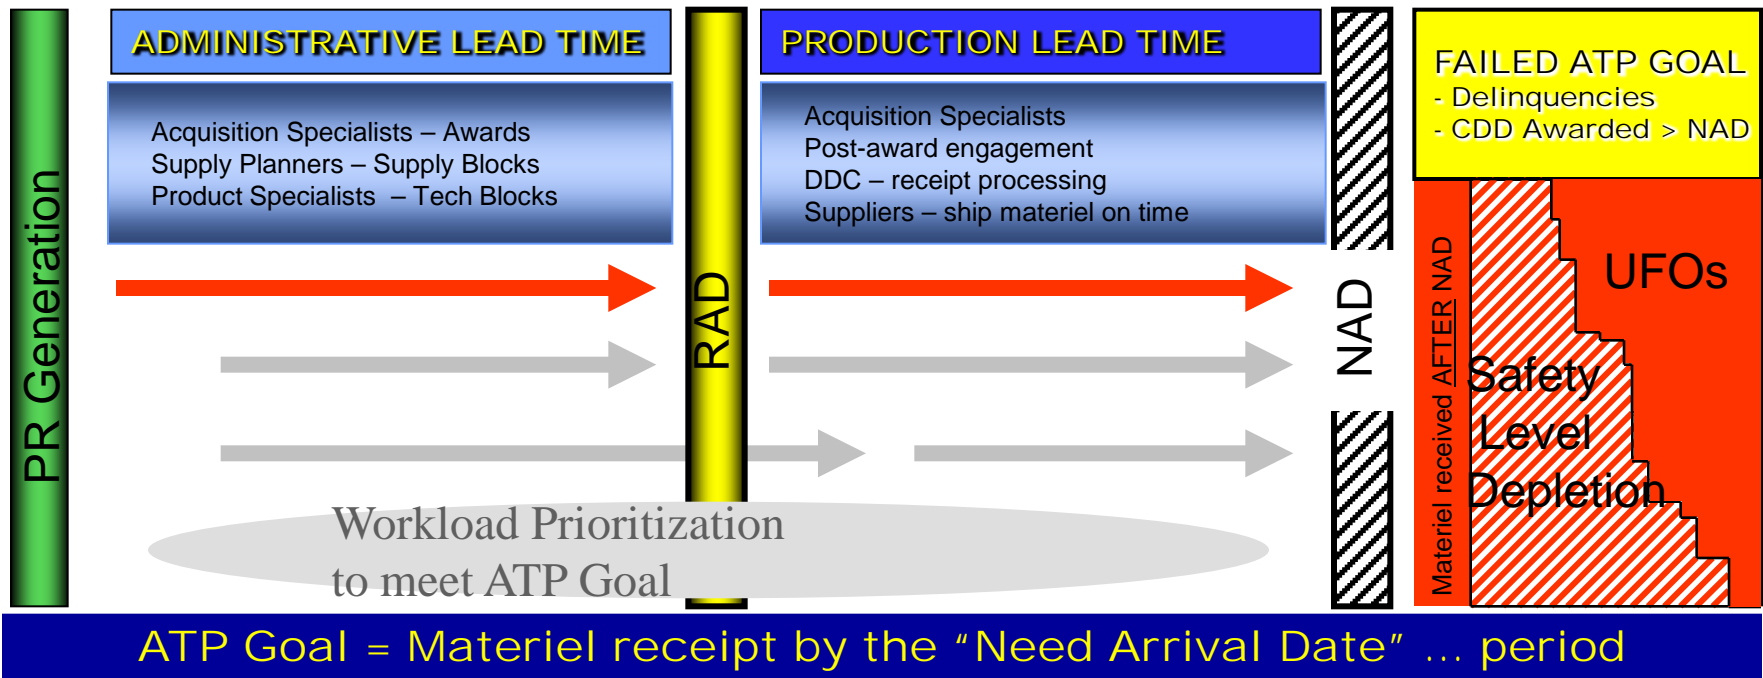 PR Generation
ADMINISTRATIVE LEAD TIME
Acquisition Specialists – Awards
Supply Planners – Supply Blocks
Product Specialists – Tech Blocks
RAD
PRODUCTION LEAD TIME
Acquisition Specialists
Post-award engagement
DDC – receipt processing
Suppliers – ship materiel on time
NAD
FAILED ATP GOAL
- Delinquencies
- CDD Awarded > NAD
Materiel received AFTER NAD
UFOs
Safety
Level
Depletion
Workload Prioritization
to meet ATP Goal
ATP Goal = Materiel receipt by the “Need Arrival Date” … period